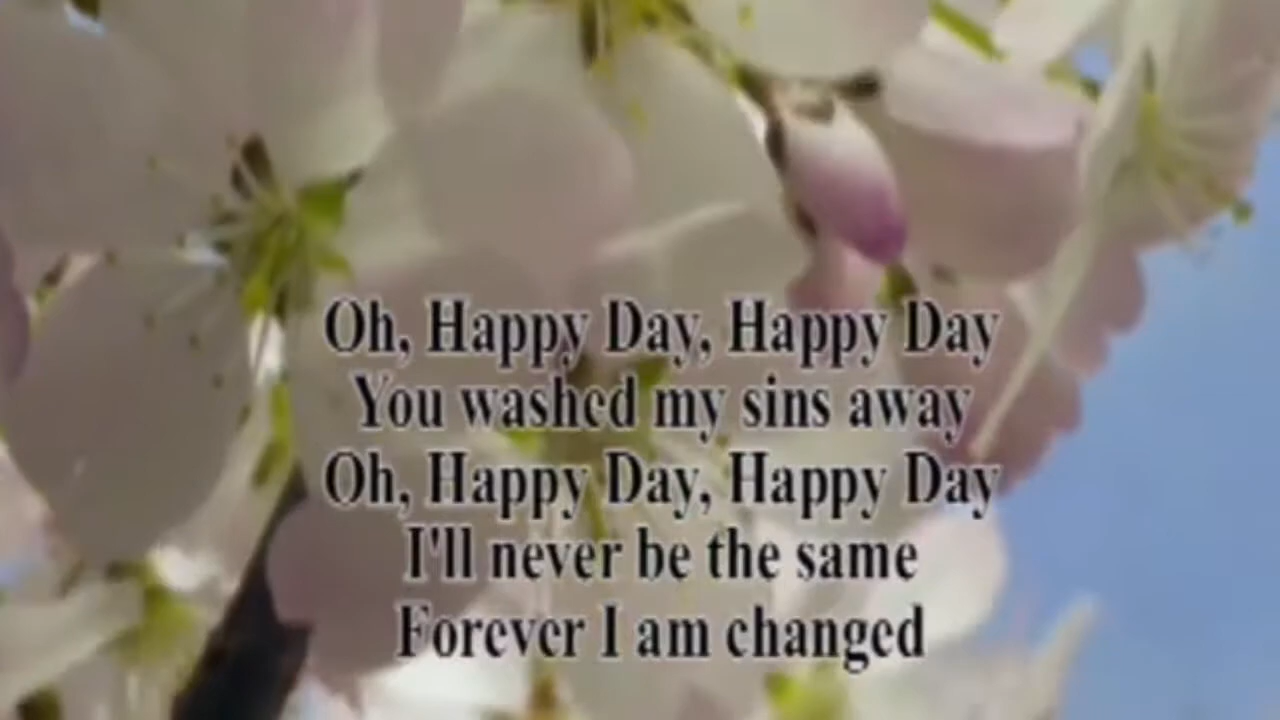 Oh, Happy Day, Happy Day
You washed my sins away
Oh, Happy Day, Happy Day
I'll never be the same
Forever I am changed